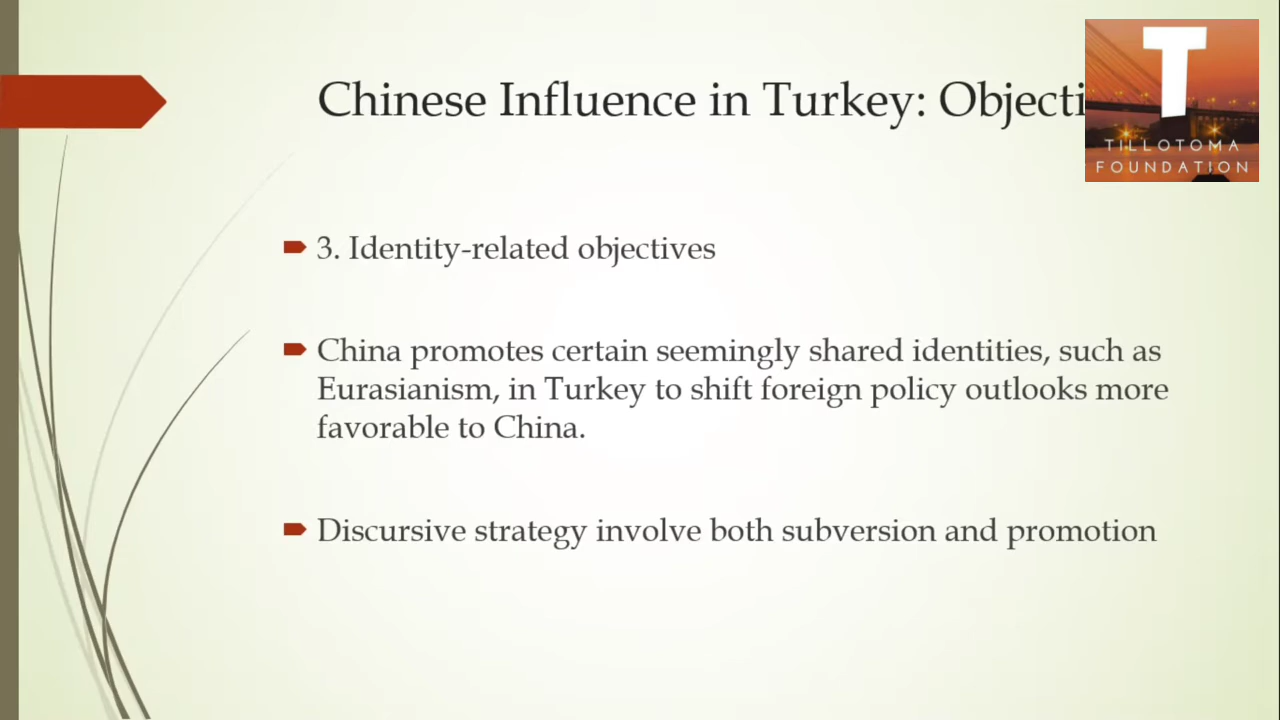 Chinese Influence in Turkey: Objecti
T
TILLOTOMA
FOUNDATION
3. Identity-related objectives
China promotes certain seemingly shared identities, such as
Eurasianism, in Turkey to shift foreign policy outlooks more
favorable to China.
Discursive strategy involve both subversion and promotion